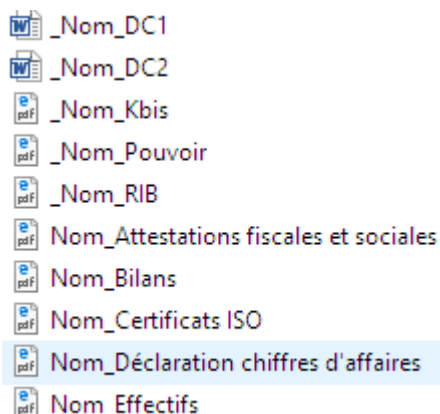 _Nom_DC1
_Nom_DC2
_Nom_Kbis
_Nom_Pouvoir
_Nom_RIB
Nom_Attestations fiscales et sociales
Nom_Bilans
Nom_Certificats ISO
Nom_Déclaration chiffres d'affaires
Nom_Effectifs